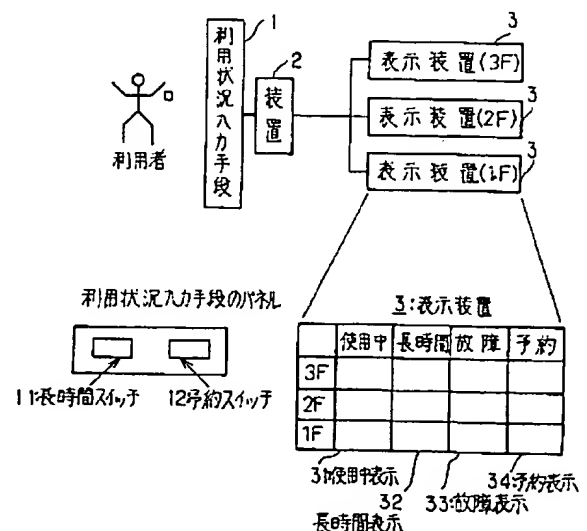 1
利用状況入力手段
2
装置
3
表示装置(3F)
3
表示装置(2F)
3
表示装置(1F)
利用者
利用状況入力手段のパネル
11:長時間スイッチ
12予約スイッチ
3:表示装置
使用中 長時間 故障 予約
3F
2F
1F
31:使用中表示
32
長時間表示
33:故障表示
34:予約表示